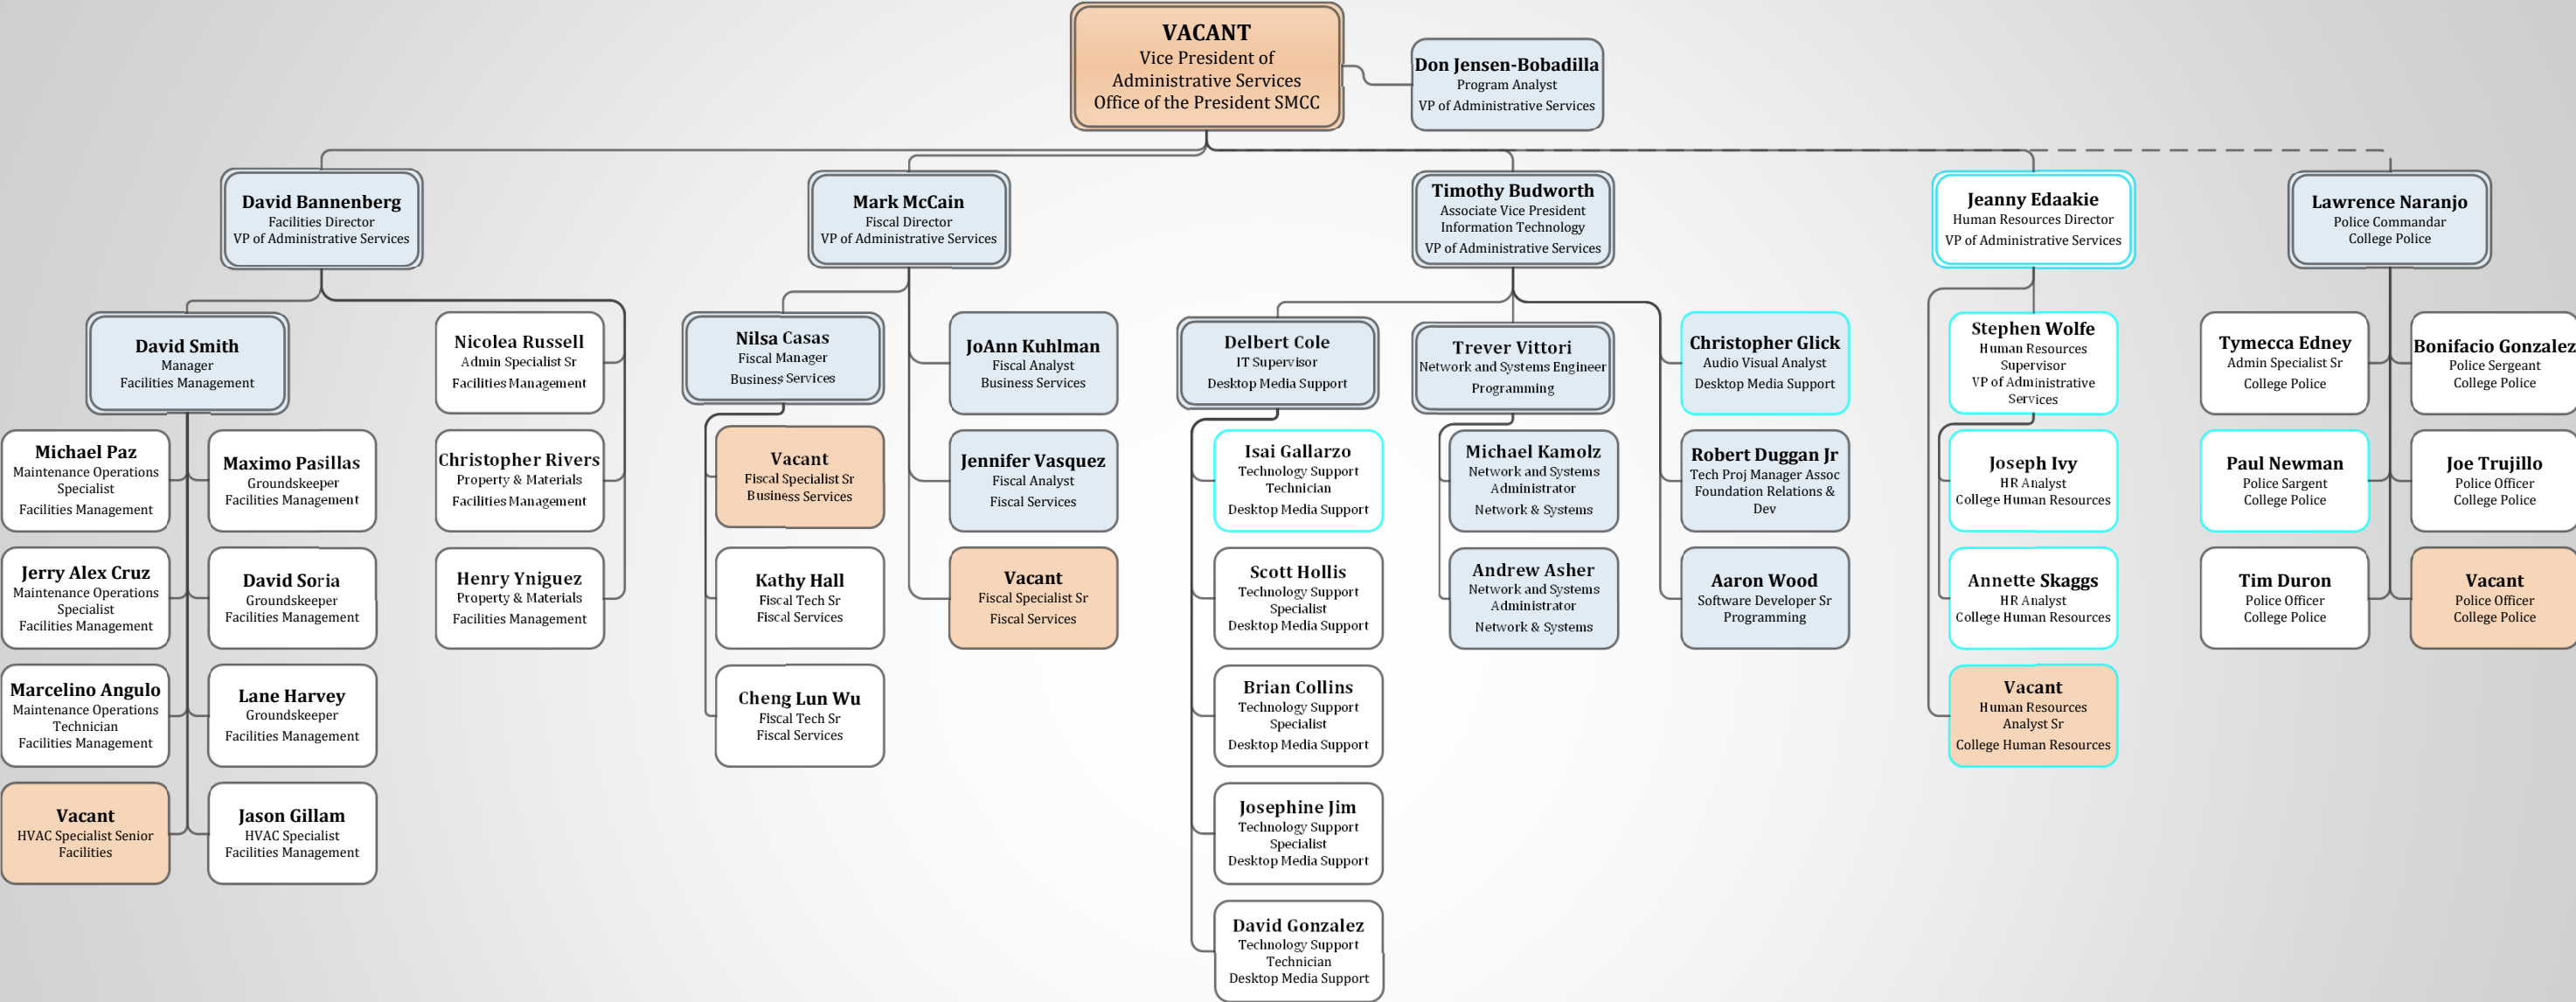 VACANT
Vice President of
Administrative Services
Office of the President SMCC
Don Jensen-Bobadilla
Program Analyst
VP of Administrative Services
David Bannenberg
Facilities Director
VP of Administrative Services
Mark McCain
Fiscal Director
VP of Administrative Services
Timothy Budworth
Associate Vice President
Information Technology
VP of Administrative Services
Jeanny Edaakie
Human Resources Director
VP of Administrative Services
Lawrence Naranjo
Police Commandar
College Police
David Smith
Manager
Facilities Management
Nicolea Russell
Admin Specialist Sr
Facilities Management
Nilsa Casas
Fiscal Manager
Business Services
JoAnn Kuhlman
Fiscal Analyst
Business Services
Delbert Cole
IT Supervisor
Desktop Media Support
Trever Vittori
Network and Systems Engineer
Programming
Christopher Glick
Audio Visual Analyst
Desktop Media Support
Stephen Wolfe
Human Resources
Supervisor
VP of Administrative
Services
Tymecca Edney
Admin Specialist Sr
College Police
Bonifacio Gonzalez
Police Sergeant
College Police
Michael Paz
Maintenance Operations
Specialist
Facilities Management
Maximo Pasillas
Groundskeeper
Facilities Management
Christopher Rivers
Property & Materials
Facilities Management
Vacant
Fiscal Specialist Sr
Business Services
Jennifer Vasquez
Fiscal Analyst
Fiscal Services
Isai Gallarzo
Technology Support
Technician
Desktop Media Support
Michael Kamolz
Network and Systems
Administrator
Network & Systems
Robert Duggan Jr
Tech Proj Manager Assoc
Foundation Relations &
Dev
Joseph Ivy
HR Analyst
College Human Resources
Paul Newman
Police Sargent
College Police
Joe Trujillo
Police Officer
College Police
Jerry Alex Cruz
Maintenance Operations
Specialist
Facilities Management
David Soria
Groundskeeper
Facilities Management
Henry Yniguez
Property & Materials
Facilities Management
Kathy Hall
Fiscal Tech Sr
Fiscal Services
Vacant
Fiscal Specialist Sr
Fiscal Services
Scott Hollis
Technology Support
Specialist
Desktop Media Support
Andrew Asher
Network and Systems
Administrator
Network & Systems
Aaron Wood
Software Developer Sr
Programming
Annette Skaggs
HR Analyst
College Human Resources
Tim Duron
Police Officer
College Police
Vacant
Police Officer
College Police
Marcelino Angulo
Maintenance Operations
Technician
Facilities Management
Lane Harvey
Groundskeeper
Facilities Management
Cheng Lun Wu
Fiscal Tech Sr
Fiscal Services
Brian Collins
Technology Support
Specialist
Desktop Media Support
Vacant
Human Resources
Analyst Sr
College Human Resources
Vacant
HVAC Specialist Senior
Facilities
Jason Gillam
HVAC Specialist
Facilities Management
Josephine Jim
Technology Support
Specialist
Desktop Media Support
David Gonzalez
Technology Support
Technician
Desktop Media Support